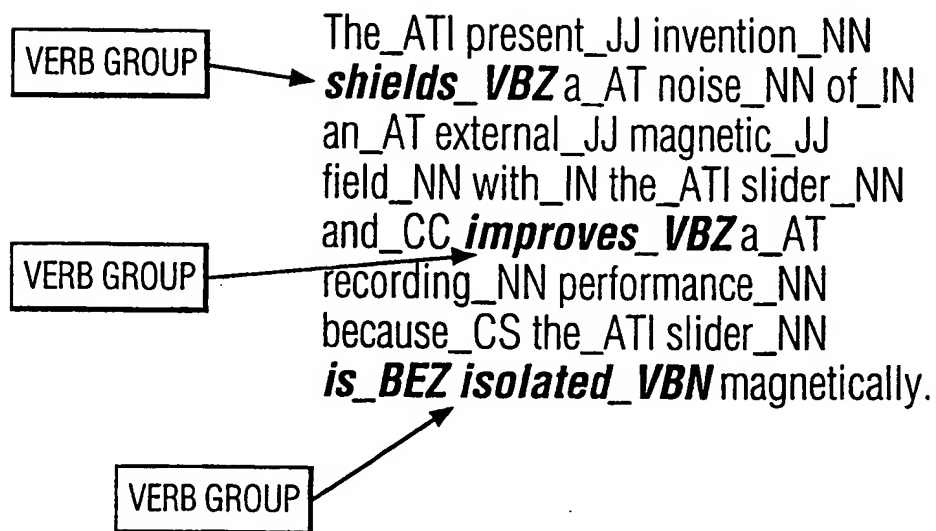 The_ATI present_JJ invention_NN
VERB GROUP
shields_VBZ a_AT noise_NN of_IN
an_AT external_JJ magnetic_JJ
field_NN with_IN the_ATI slider_NN
and_CC improves_VBZ a_AT
VERB GROUP
recording_NN performance_NN
because_CS the_ATI slider_NN
is_BEZ isolated_VBN magnetically.
VERB GROUP